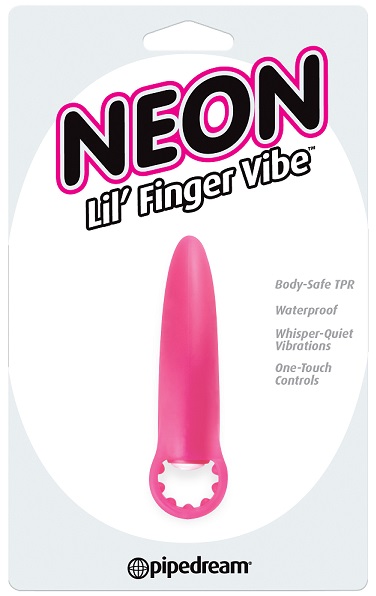 NEON
Lil' Finger Vibe™
Body-Safe TPR
Waterproof
Whisper-Quiet
Vibrations
One-Touch
Controls
pipedream®